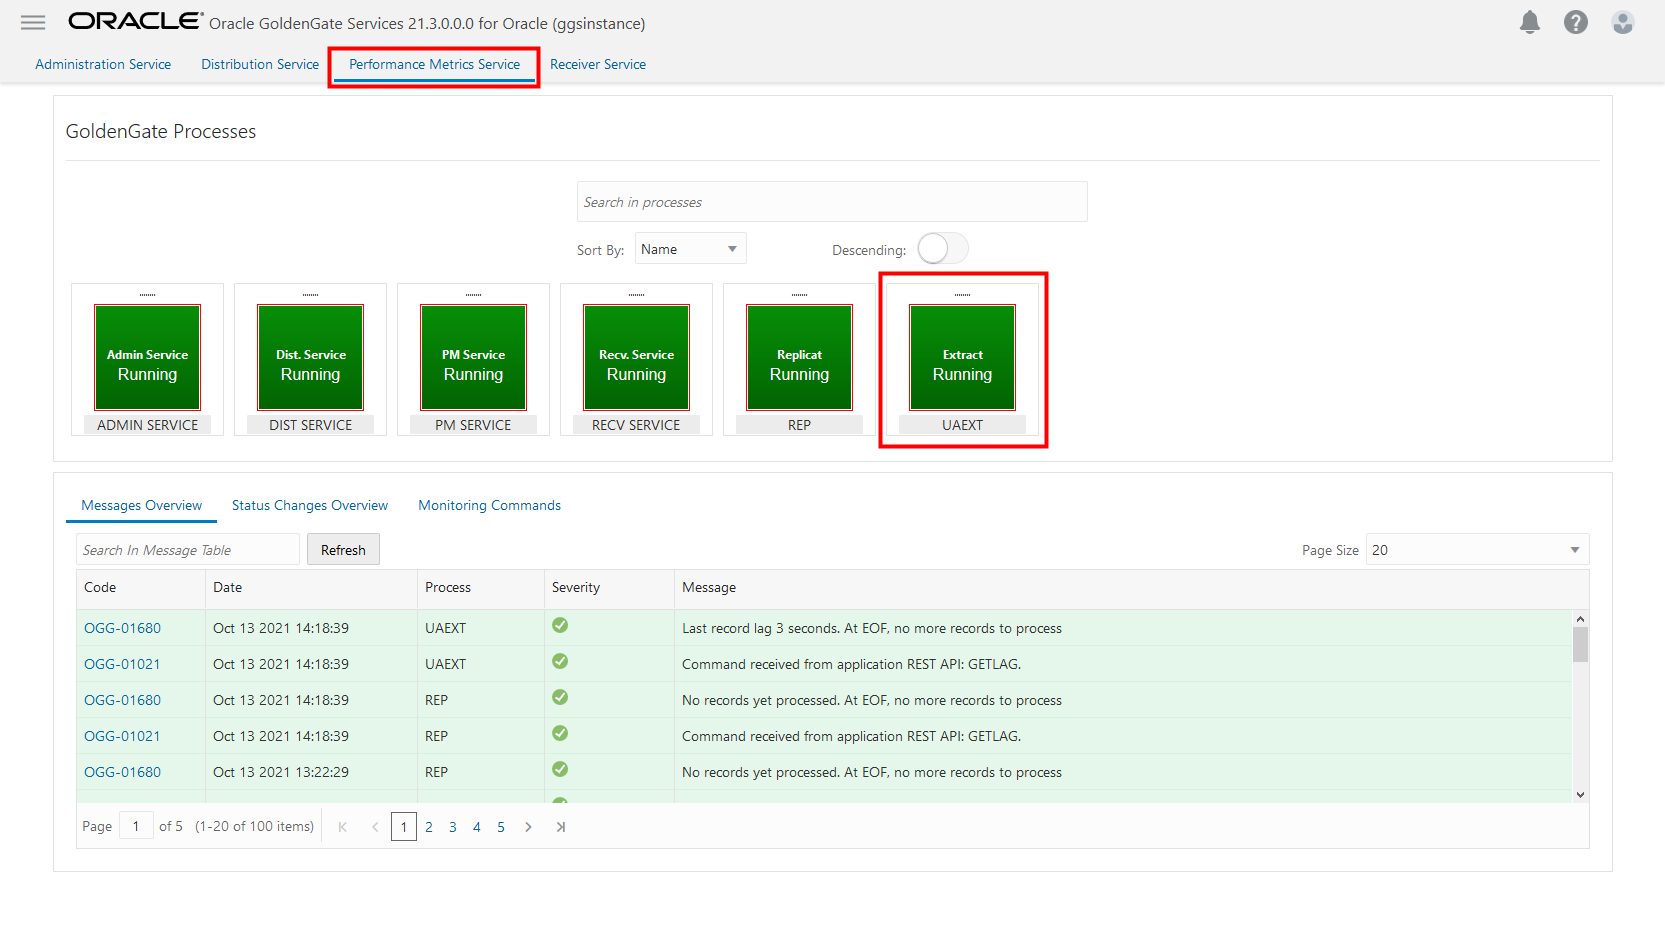 ORACLE Oracle GoldenGate Services 21.3.0.0.0 for Oracle (ggsinstance)
Administration Service Distribution Service Performance Metrics Service Receiver Service
GoldenGate Processes
Search in processes
Sort By: Name Descending:
Admin Service Dist. Service PM Service Recv. Service Replicat Extract
Running Running Running Running Running Running
ADMIN SERVICE DIST SERVICE PM SERVICE RECV SERVICE REP UAEXT
Messages Overview Status Changes Overview Monitoring Commands
Search In Message Table Refresh Page Size 20
Code Date Process Severity Message
OGG-01680 Oct 13 2021 14:18:39 UAEXT Last record lag 3 seconds. At EOF, no more records to process
OGG-01021 Oct 13 2021 14:18:39 UAEXT Command received from application REST API: GETLAG.
OGG-01680 Oct 13 2021 14:18:39 REP No records yet processed. At EOF, no more records to process
OGG-01021 Oct 13 2021 14:18:39 REP Command received from application REST API: GETLAG.
OGG-01680 Oct 13 2021 13:22:29 REP No records yet processed. At EOF, no more records to process
Page 1 of 5 (1-20 of 100 items) 1 2 3 4 5